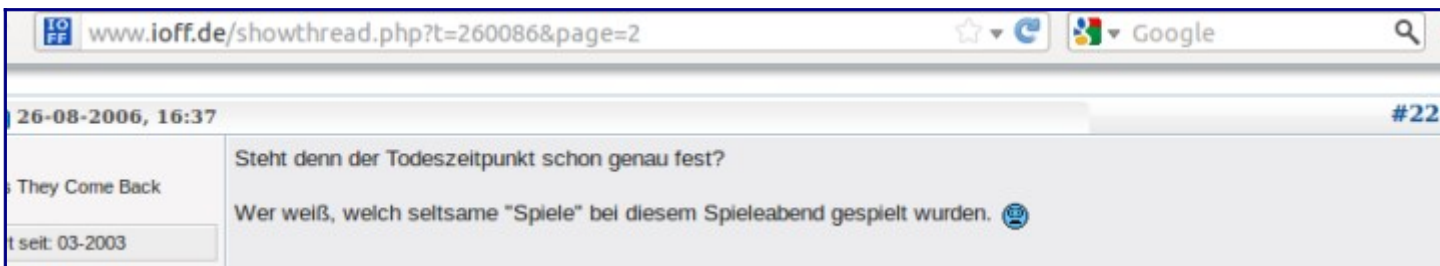 IO FF www.ioff.de/showthread.php?t=260086&page=2 Google
26-08-2006, 16:37 #22
Steht denn der Todeszeitpunkt schon genau fest?
s They Come Back
Wer weiß, welch seltsame "Spiele" bei diesem Spieleabend gespielt wurden.
t seit: 03-2003